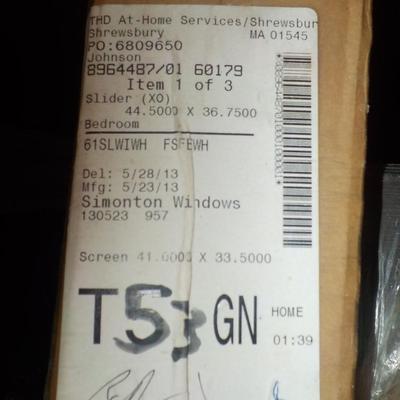 THD At-Home Services/Shrewsbur
Shrewsbury MA 01545
PO:6809650
Johnson
8964487/01 60179
Item 1 of 3
Slider (XO)
44.5000 X 36.7500
Bedroom
61SLWIWH FSFEWH
Del: 5/28/13
Mfg: 5/23/13
Simonton Windows
130523 957
Screen 41.0000 X 33.5000
T53 GN HOME
01:39